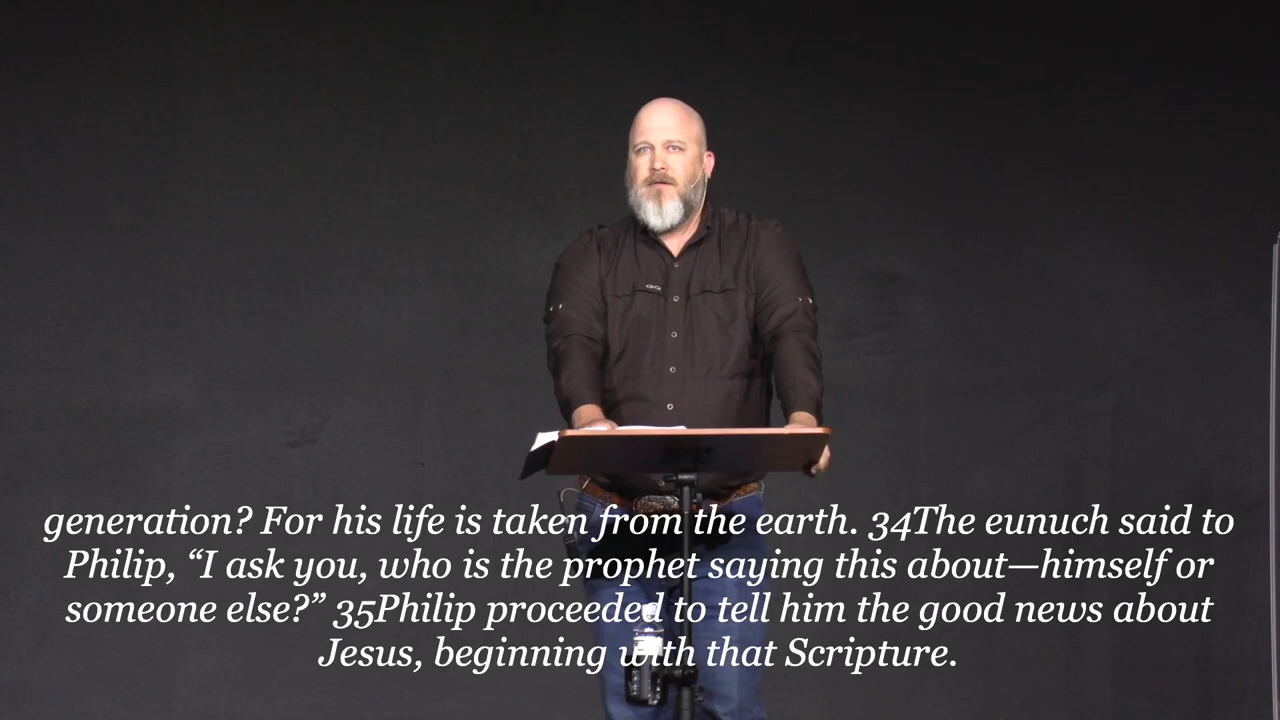 generation? For his life is taken from the earth. 34The eunuch said to
Philip, “I ask you, who is the prophet saying this about—himself or
someone else?” 35Philip proceeded to tell him the good news about
Jesus, beginning with that Scripture.